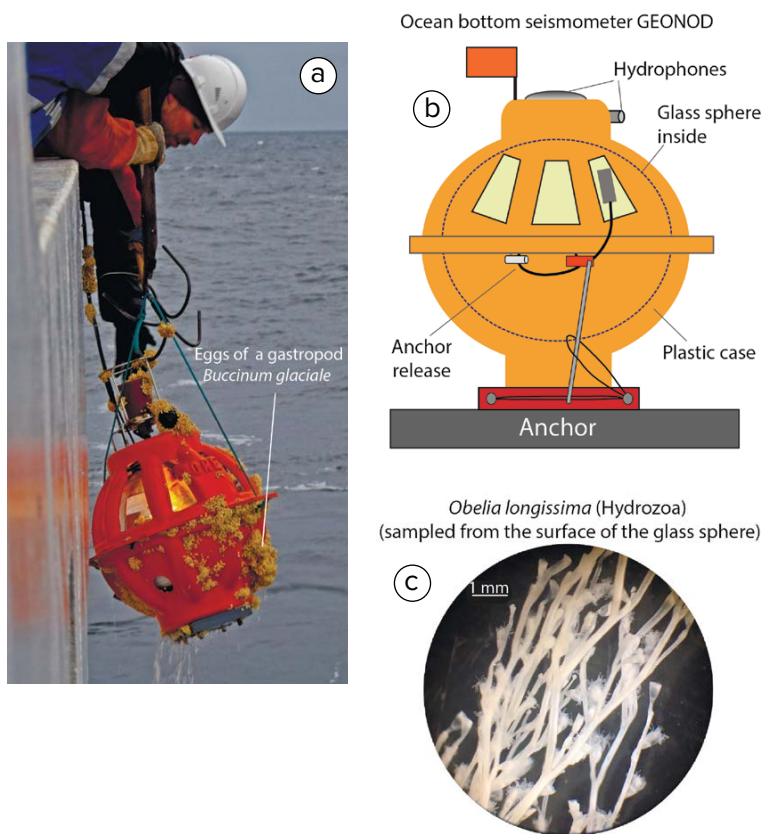 Ocean bottom seismometer GEONOD
a
Eggs of a gastropod
Buccinum glaciale
b
Hydrophones
Glass sphere
inside
Anchor
release
Plastic case
Anchor
Obelia longissima (Hydrozoa)
(sampled from the surface of the glass sphere)
c
1 mm